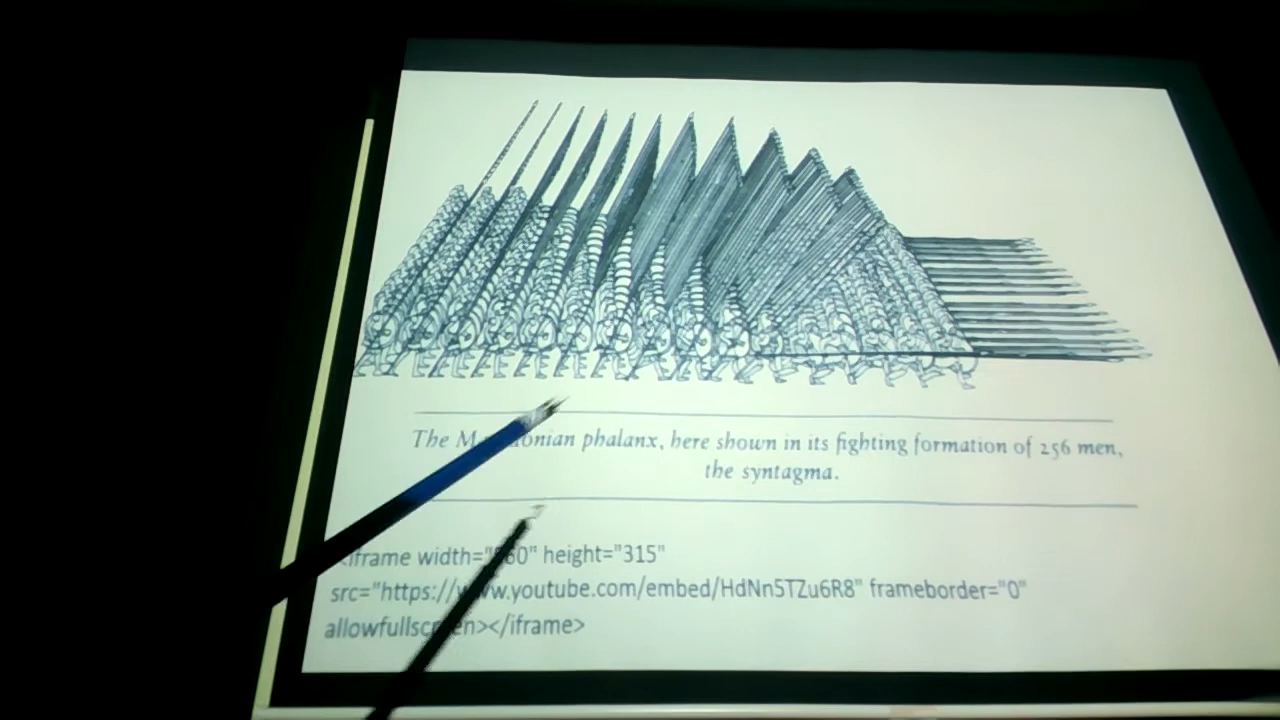 The M onian phalanx, here shown in its fighting formation of 256 men,
the syntagma.
iframe width=" 60" height="315"
src="https:// w.youtube.com/embed/HdNn5TZu6R8" frameborder="0"
allowfullscr en></iframe>